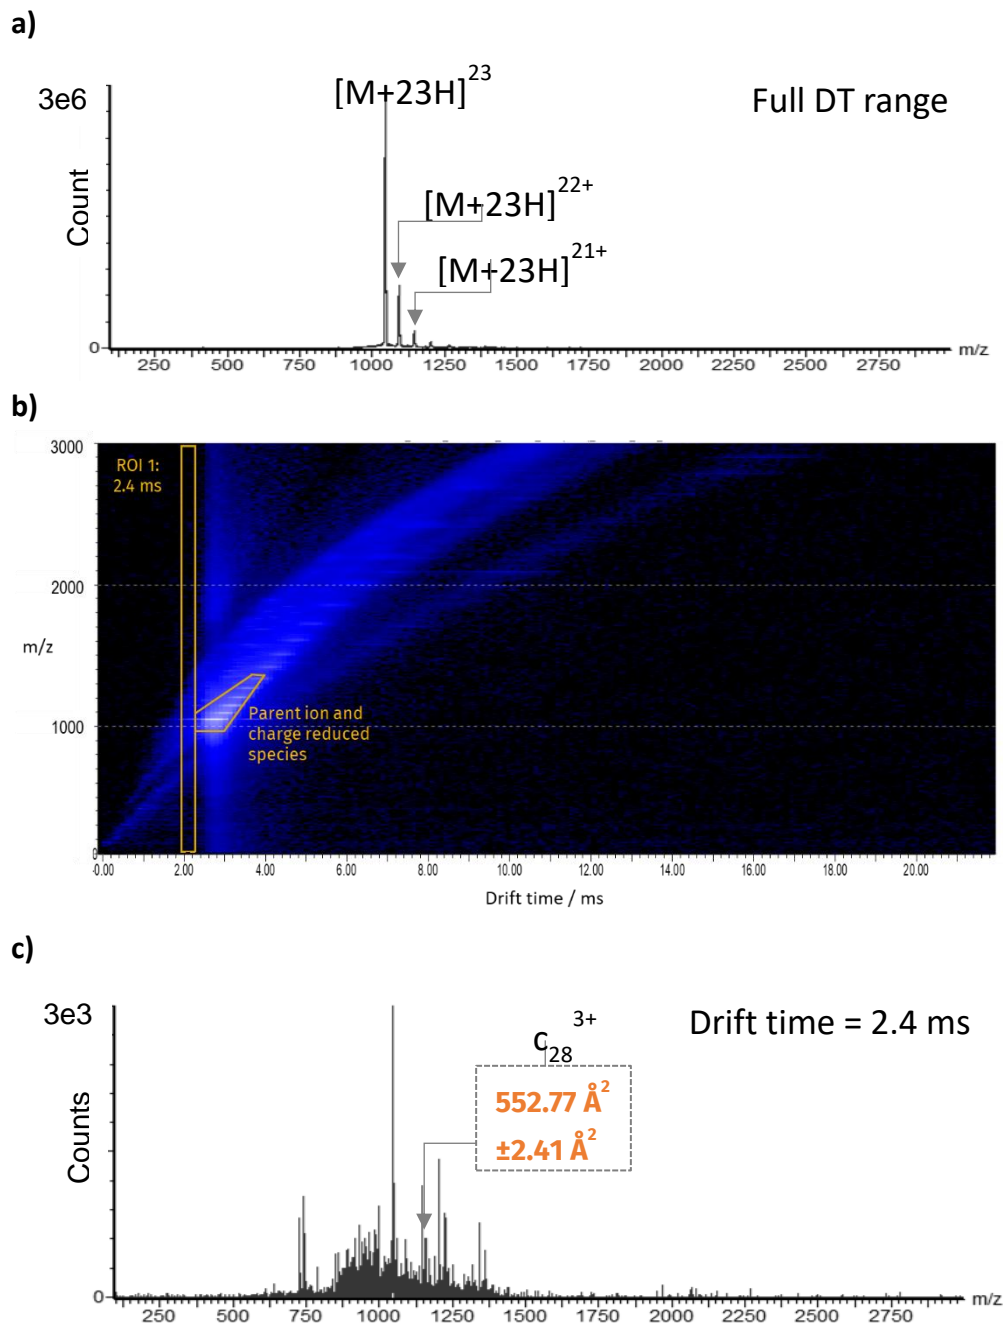 a)
3e6
[M+23H]23
Full DT range
[M+23H]22+
[M+23H]21+
Count
0
250 500 750 1000 1250 1500 1750 2000 2250 2500 2750 m/z
b)
3000
ROI 1:
2.4 ms
2000
m/z
Parent ion and
charge reduced
species
1000
0
0.00 2.00 4.00 6.00 8.00 10.00 12.00 14.00 16.00 18.00 20.00
Drift time / ms
c)
3e3
c28 3+
Drift time = 2.4 ms
552.77 Å2
±2.41 Å2
Counts
0
250 500 750 1000 1250 1500 1750 2000 2250 2500 2750 m/z